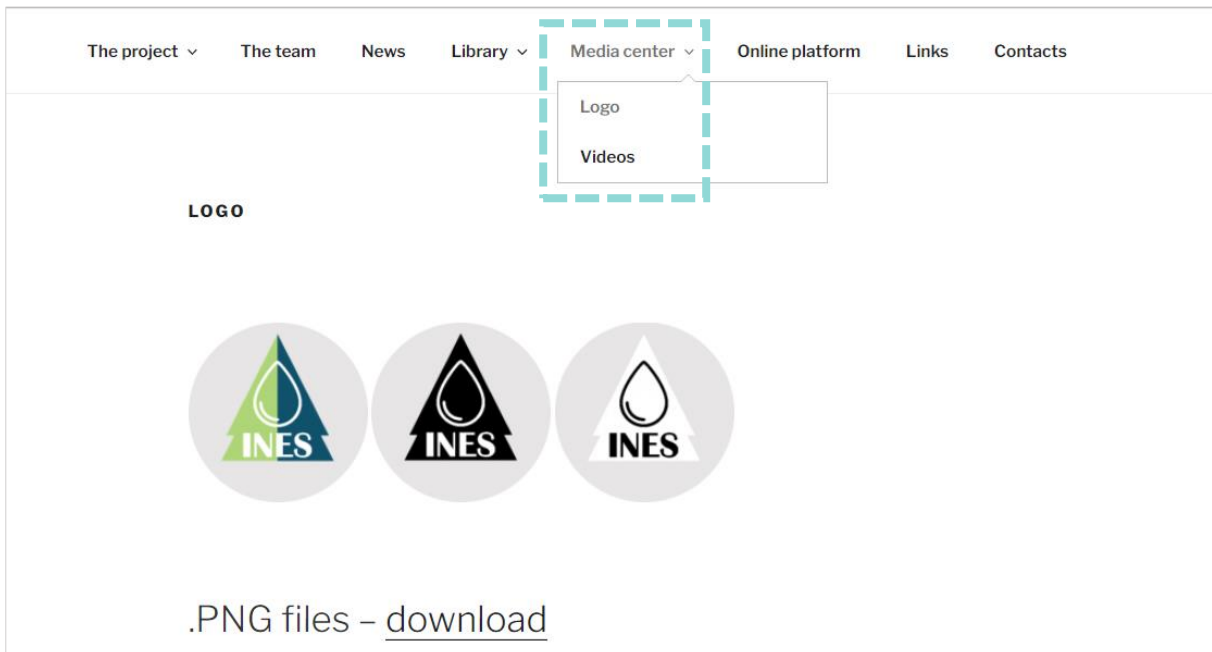 The project The team News Library Media center Online platform Links Contacts
Logo
Videos
LOGO
INES INES INES
.PNG files – download